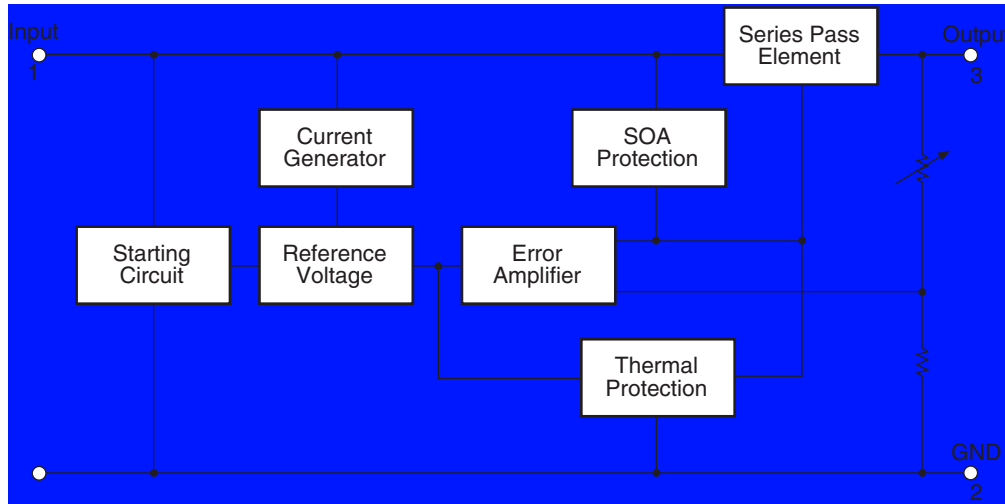 Input
1
Series Pass
Element
Output
3
Current
Generator
SOA
Protection
Starting
Circuit
Reference
Voltage
Error
Amplifier
Thermal
Protection
GND
2